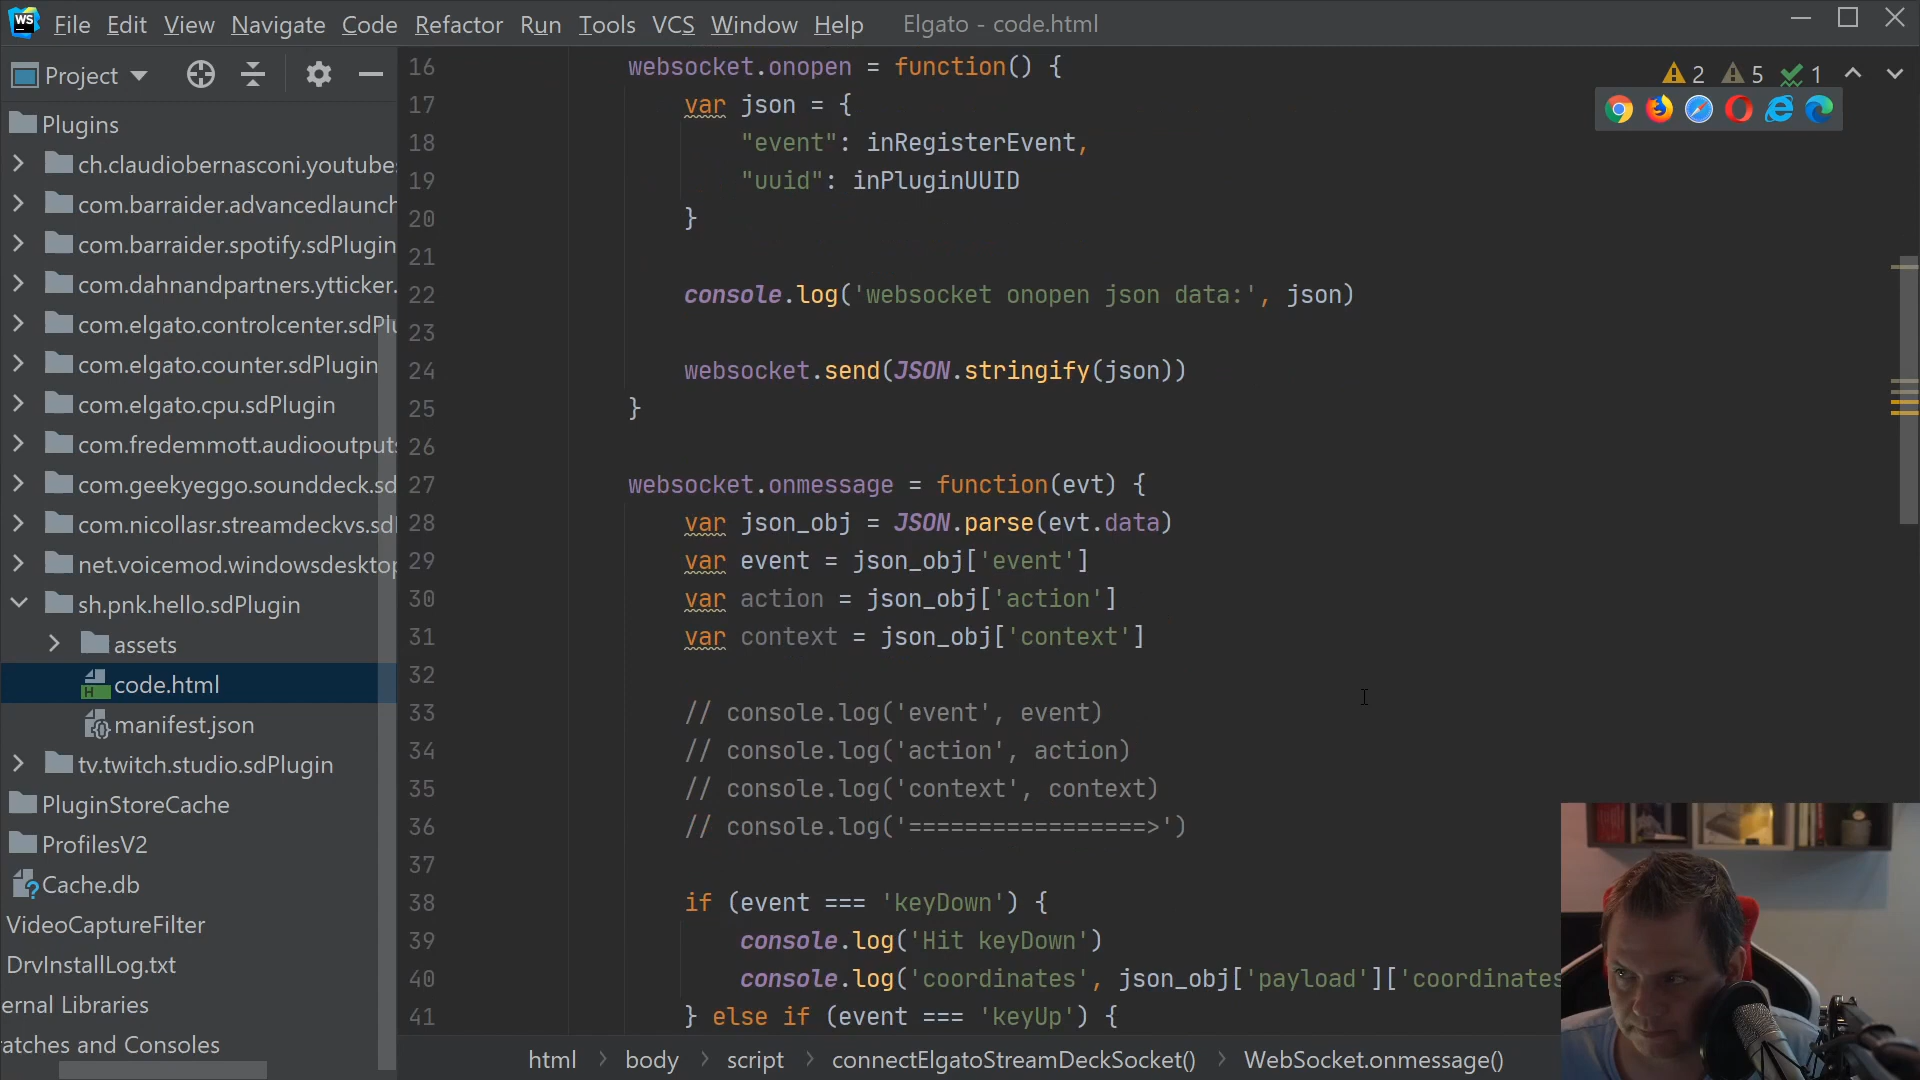 WS File Edit View Navigate Code Refactor Run Tools VCS Window Help Elgato - code.html
Project
Plugins
ch.claudiobernasconi.youtubes
com.barraider.advancedlaunch
com.barraider.spotify.sdPlugin
com.dahnandpartners.ytticker.
com.elgato.controlcenter.sdPlu
com.elgato.counter.sdPlugin
com.elgato.cpu.sdPlugin
com.fredemmott.audiooutputs
com.geekyeggo.sounddeck.sd
com.nicollasr.streamdeckvs.sdl
net.voicemod.windowsdesktop
sh.pnk.hello.sdPlugin
assets
code.html
manifest.json
tv.twitch.studio.sdPlugin
PluginStoreCache
ProfilesV2
Cache.db
VideoCaptureFilter
DrvInstallLog.txt
ernal Libraries
ratches and Consoles
2 5 1
16 websocket.onopen = function() {
17 var json = {
18 "event": inRegisterEvent,
19 "uuid": inPluginUUID
20 }
21
22 console.log('websocket onopen json data:', json)
23
24 websocket.send(JSON.stringify(json))
25 }
26
27 websocket.onmessage = function(evt) {
28 var json_obj = JSON.parse(evt.data)
29 var event = json_obj['event']
30 var action = json_obj['action']
31 var context = json_obj['context']
32
33 // console.log('event', event)
34 // console.log('action', action)
35 // console.log('context', context)
36 // console.log('=================>')
37
38 if (event === 'keyDown') {
39 console.log('Hit keyDown')
40 console.log('coordinates', json_obj['payload']['coordinates
41 } else if (event === 'keyUp') {
html > body > script > connectElgatoStreamDeckSocket() > WebSocket.onmessage()